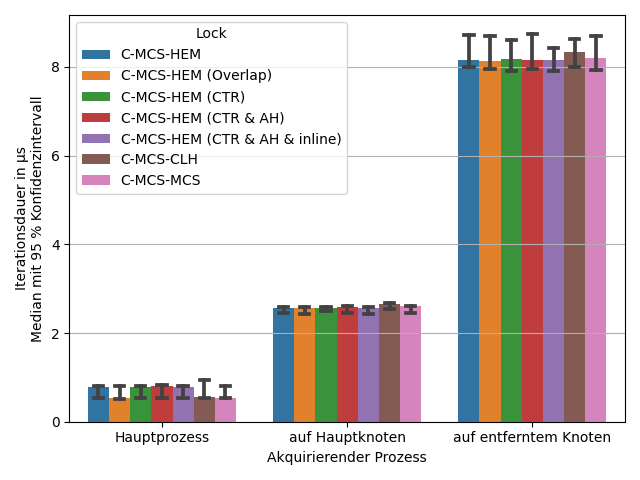 Lock
C-MCS-HEM
C-MCS-HEM (Overlap)
C-MCS-HEM (CTR)
C-MCS-HEM (CTR & AH)
C-MCS-HEM (CTR & AH & inline)
C-MCS-CLH
C-MCS-MCS
Iterationsdauer in µs
Median mit 95 % Konfidenzintervall
8
6
4
2
0
Hauptprozess
auf Hauptknoten
auf entferntem Knoten
Akquirierender Prozess